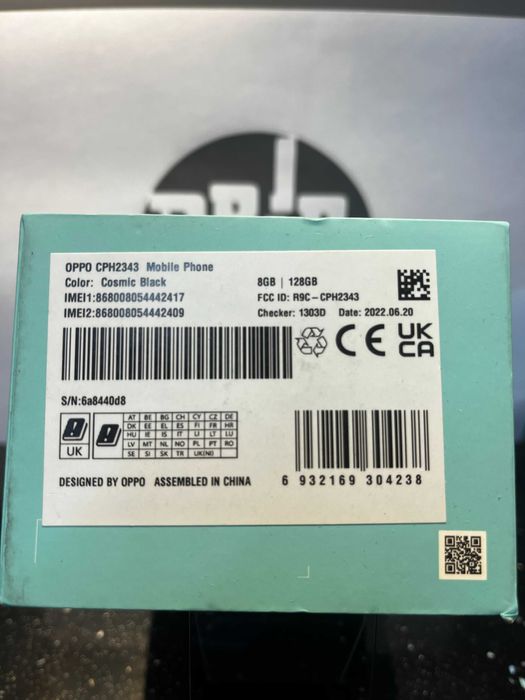 OPPO CPH2343 Mobile Phone
Color: Cosmic Black
8GB | 128GB
IMEI1:868008054442417
FCC ID: R9C-CPH2343
IMEI2:868008054442409
Checker: 1303D Date: 2022.06.20
CE UK
CA
S/N:6a8440d8
AT BE BG CH CY CZ DE
DK EE EL ES FI FR HR
HU IE IS IT LI LT LU
LV MT NL NO PL PT RO
SE SI SK TR UK(NI)
UK
DESIGNED BY OPPO ASSEMBLED IN CHINA
6 932169 304238